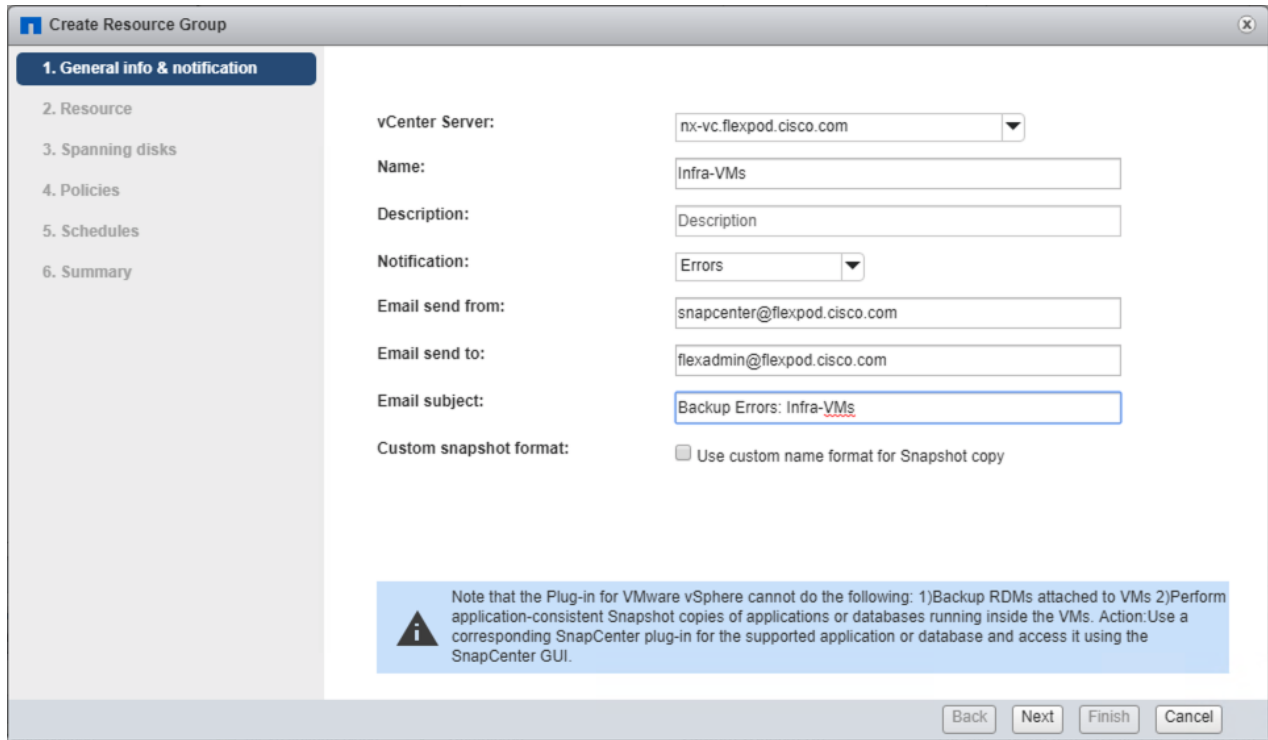 Create Resource Group
1. General info & notification
2. Resource
3. Spanning disks
4. Policies
5. Schedules
6. Summary
vCenter Server: nx-vc.flexpod.cisco.com
Name: Infra-VMs
Description: Description
Notification: Errors
Email send from: snapcenter@flexpod.cisco.com
Email send to: flexadmin@flexpod.cisco.com
Email subject: Backup Errors: Infra-VMs
Custom snapshot format: Use custom name format for Snapshot copy
Note that the Plug-in for VMware vSphere cannot do the following: 1)Backup RDMs attached to VMs 2)Perform
application-consistent Snapshot copies of applications or databases running inside the VMs. Action:Use a
corresponding SnapCenter plug-in for the supported application or database and access it using the
SnapCenter GUI.
Back Next Finish Cancel